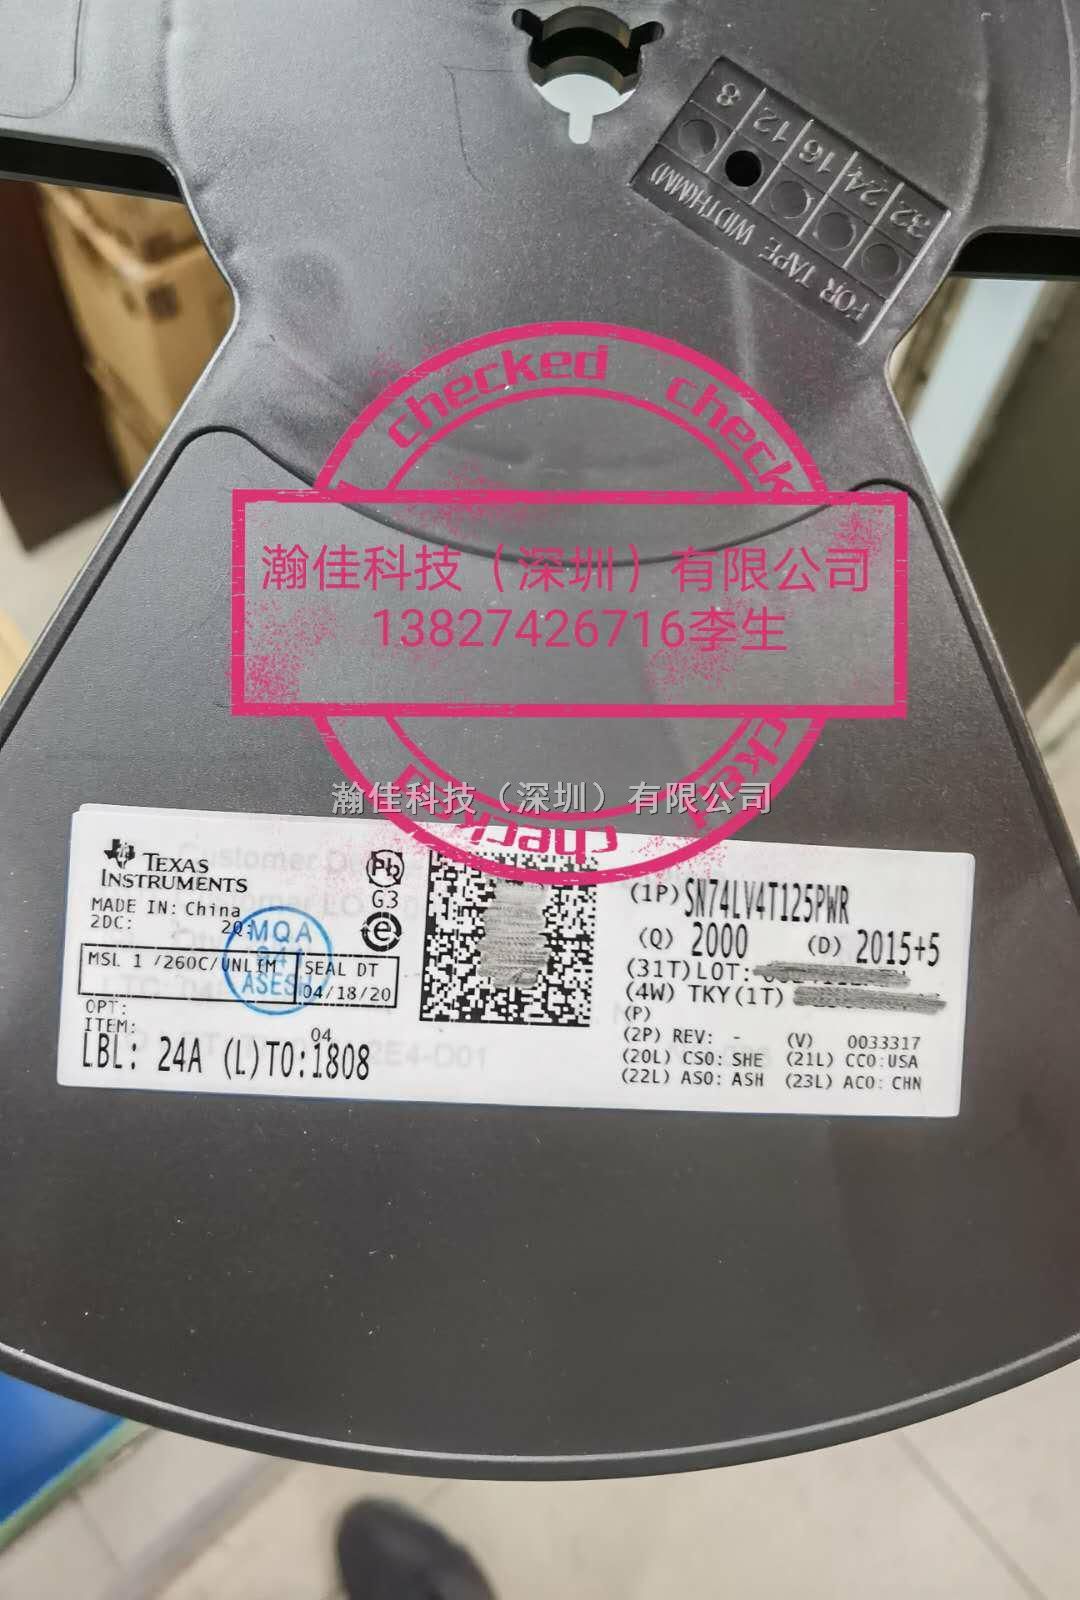 8 12 16 24 32
FOR TAPE WIDTH(MM)
checked checked
瀚佳科技（深圳）有限公司
13827426716李生
瀚佳科技（深圳）有限公司
checked
TEXAS
INSTRUMENTS
MADE IN: China
2DC: 2Q:
MQA
ASESH
MSL 1 /260C/UNLIM
SEAL DT
04/18/20
OPT:
ITEM:
04
LBL: 24A (L)TO:1808
Pb
G3
e
(1P) SN74LV4T125PWR
(Q) 2000 (D) 2015+5
(31T)LOT:
(4W) TKY(1T)
(P)
(2P) REV: - (V) 0033317
(20L) CSO: SHE (21L) CCO:USA
(22L) ASO: ASH (23L) ACO: CHN